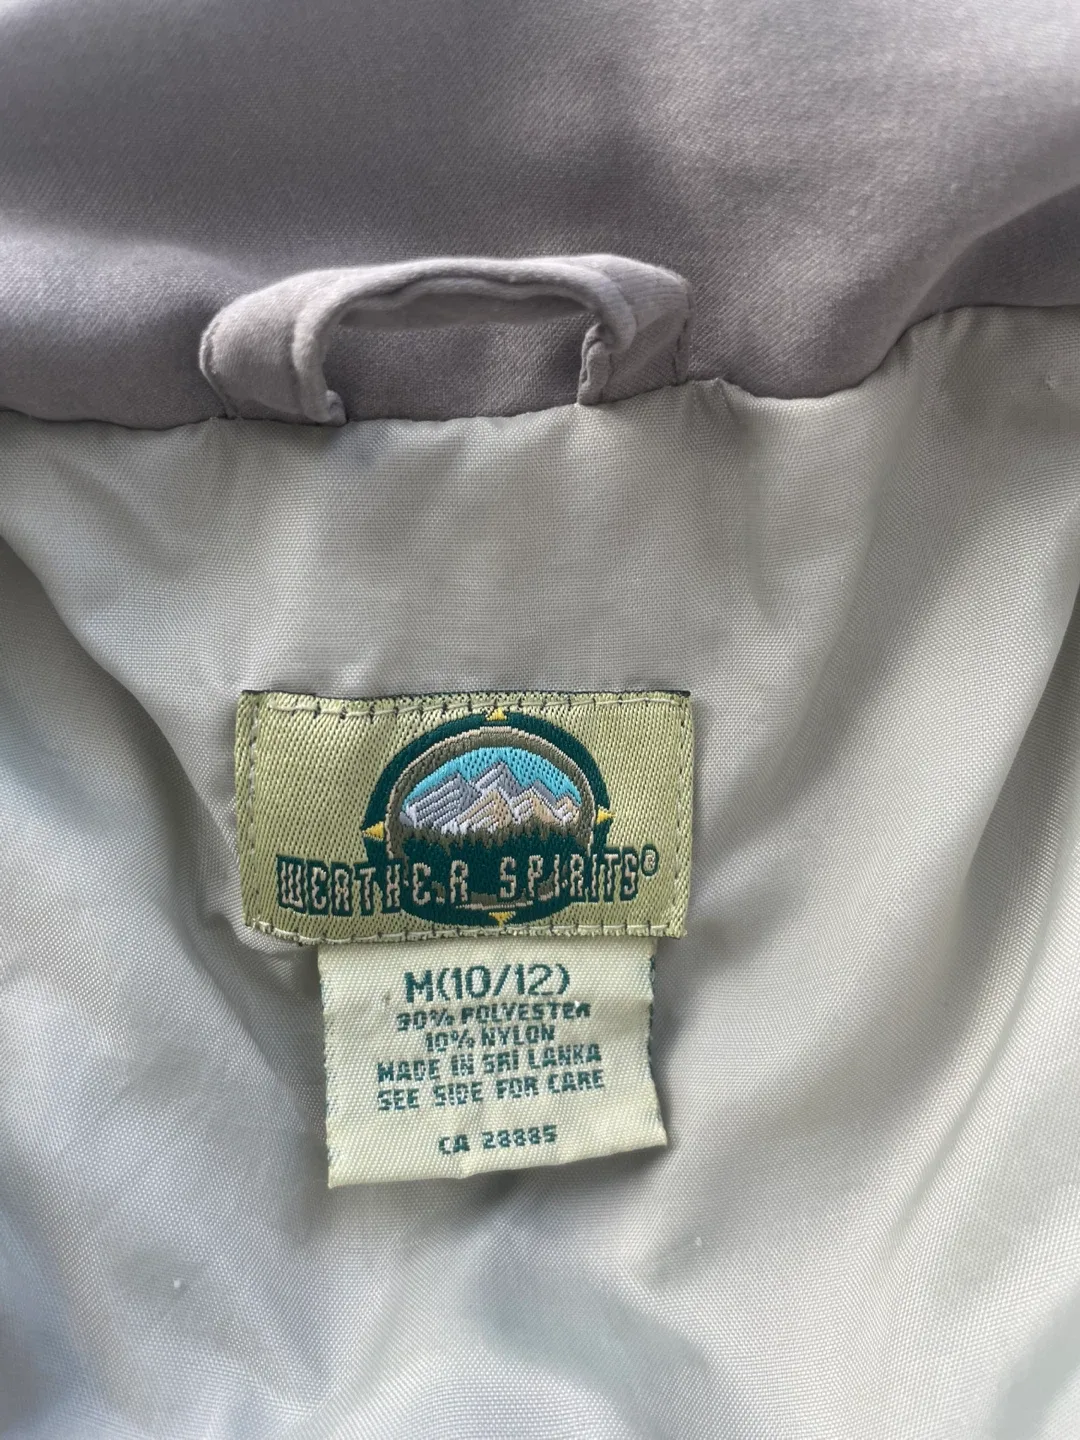 WEATHER SPIRITS®
M(10/12)
90% POLYESTER
10% NYLON
MADE IN SRI LANKA
SEE SIDE FOR CARE
CA 28885